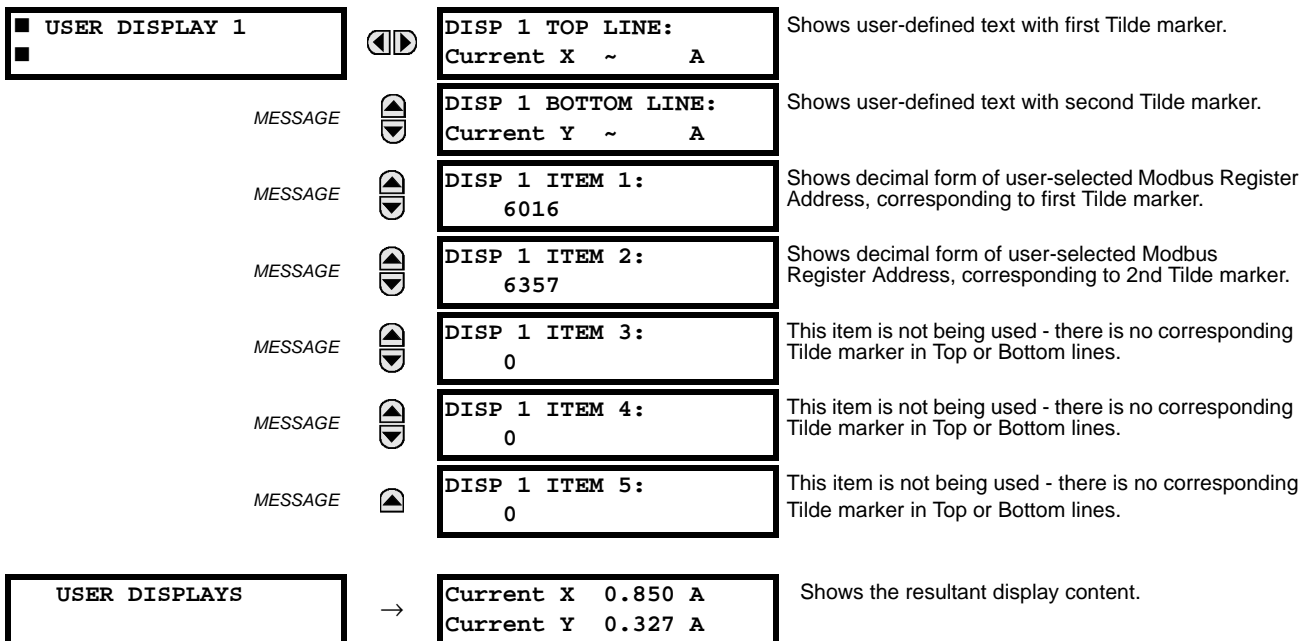 ■ USER DISPLAY 1
■
DISP 1 TOP LINE:
Current X ~ A
Shows user-defined text with first Tilde marker.
MESSAGE
DISP 1 BOTTOM LINE:
Current Y ~ A
Shows user-defined text with second Tilde marker.
MESSAGE
DISP 1 ITEM 1:
6016
Shows decimal form of user-selected Modbus Register
Address, corresponding to first Tilde marker.
MESSAGE
DISP 1 ITEM 2:
6357
Shows decimal form of user-selected Modbus
Register Address, corresponding to 2nd Tilde marker.
MESSAGE
DISP 1 ITEM 3:
0
This item is not being used - there is no corresponding
Tilde marker in Top or Bottom lines.
MESSAGE
DISP 1 ITEM 4:
0
This item is not being used - there is no corresponding
Tilde marker in Top or Bottom lines.
MESSAGE
DISP 1 ITEM 5:
0
This item is not being used - there is no corresponding
Tilde marker in Top or Bottom lines.
USER DISPLAYS
→
Current X 0.850 A
Current Y 0.327 A
Shows the resultant display content.